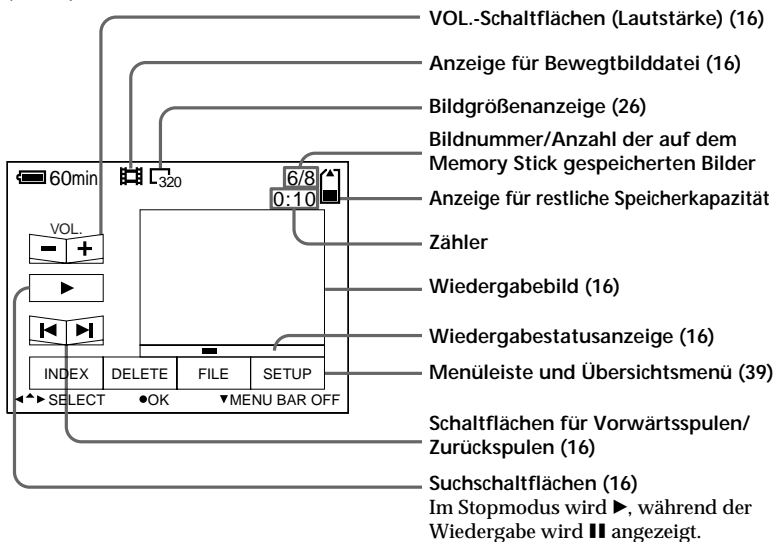 VOL.-Schaltflächen (Lautstärke) (16)
Anzeige für Bewegtbilddatei (16)
Bildgrößenanzeige (26)
Bildnummer/Anzahl der auf dem
Memory Stick gespeicherten Bilder
Anzeige für restliche Speicherkapazität
Zähler
Wiedergabebild (16)
Wiedergabestatusanzeige (16)
Menüleiste und Übersichtsmenü (39)
Schaltflächen für Vorwärtsspulen/
Zurückspulen (16)
Suchschaltflächen (16)
Im Stopmodus wird ►, während der
Wiedergabe wird ❚❚ angezeigt.
60min 320 6/8
0:10
VOL.
− +
INDEX DELETE FILE SETUP
◄▲► SELECT ●OK ▼MENU BAR OFF